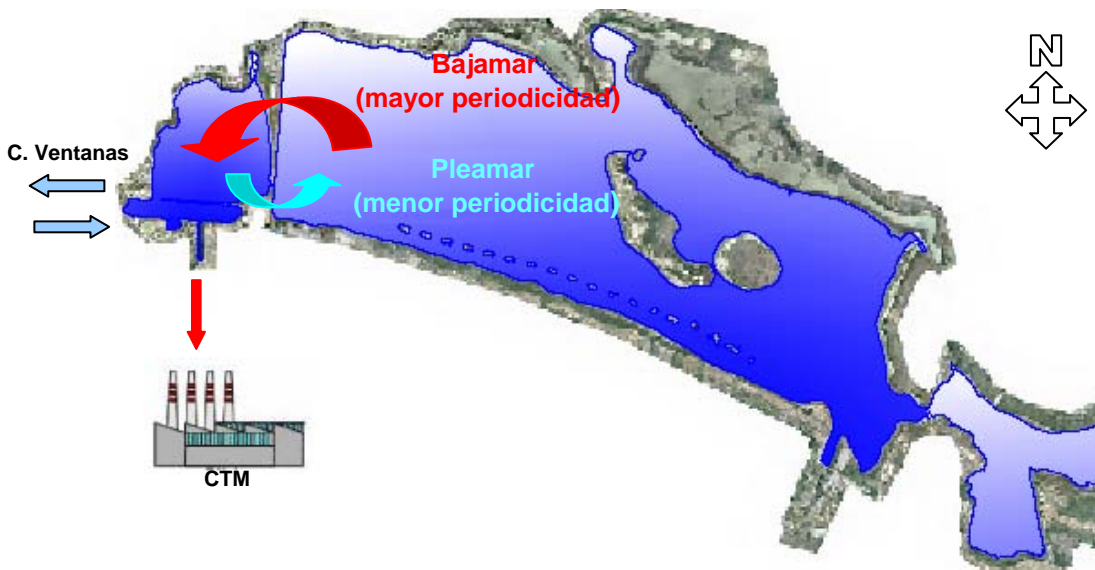 Bajamar
(mayor periodicidad)
N
C. Ventanas
Pleamar
(menor periodicidad)
CTM